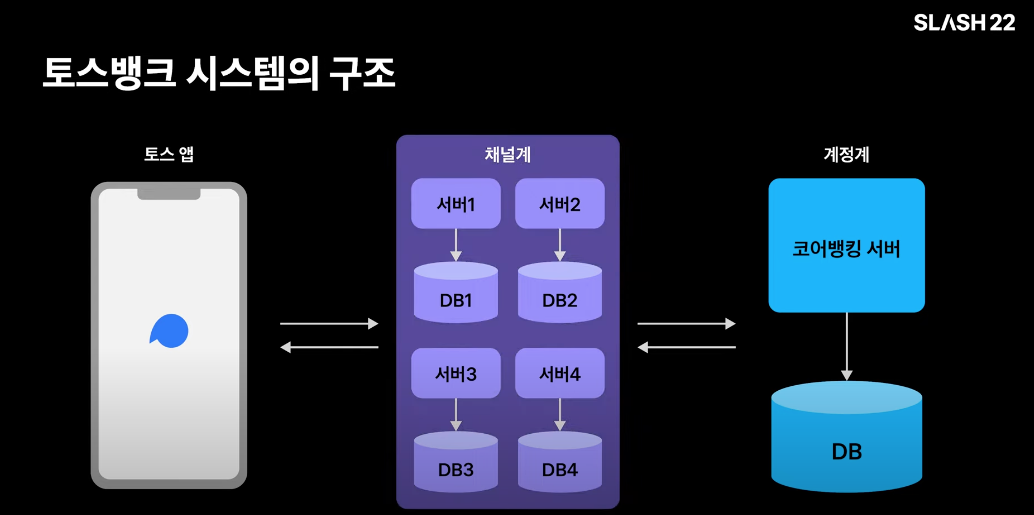 SLASH 22
토스뱅크 시스템의 구조
토스 앱
채널계
계정계
서버1
서버2
코어뱅킹 서버
DB1
DB2
서버3
서버4
DB3
DB4
DB